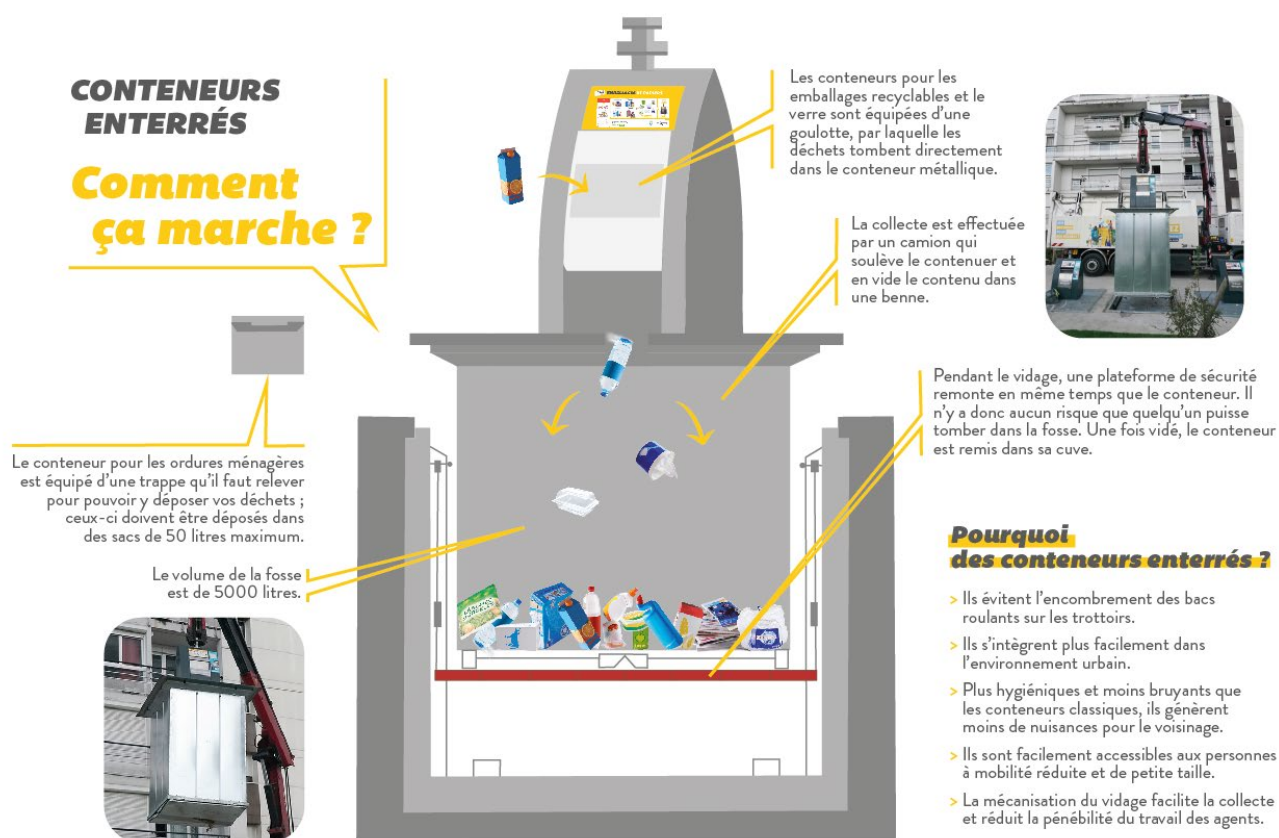 CONTENEURS
ENTERRÉS
Comment
ça marche ?
Les conteneurs pour les
emballages recyclables et le
verre sont équipées d'une
goulotte, par laquelle les
déchets tombent directement
dans le conteneur métallique.
La collecte est effectuée
par un camion qui
soulève le contenuer et
en vide le contenu dans
une benne.
Pendant le vidage, une plateforme de sécurité
remonte en même temps que le conteneur. Il
n'y a donc aucun risque que quelqu'un puisse
tomber dans la fosse. Une fois vidé, le conteneur
est remis dans sa cuve.
Le conteneur pour les ordures ménagères
est équipé d'une trappe qu'il faut relever
pour pouvoir y déposer vos déchets ;
ceux-ci doivent être déposés dans
des sacs de 50 litres maximum.
Le volume de la fosse
est de 5000 litres.
Pourquoi
des conteneurs enterrés ?
> Ils évitent l'encombrement des bacs
roulants sur les trottoirs.
> Ils s'intègrent plus facilement dans
l'environnement urbain.
> Plus hygiéniques et moins bruyants que
les conteneurs classiques, ils génèrent
moins de nuisances pour le voisinage.
> Ils sont facilement accessibles aux personnes
à mobilité réduite et de petite taille.
> La mécanisation du vidage facilite la collecte
et réduit la pénibilité du travail des agents.